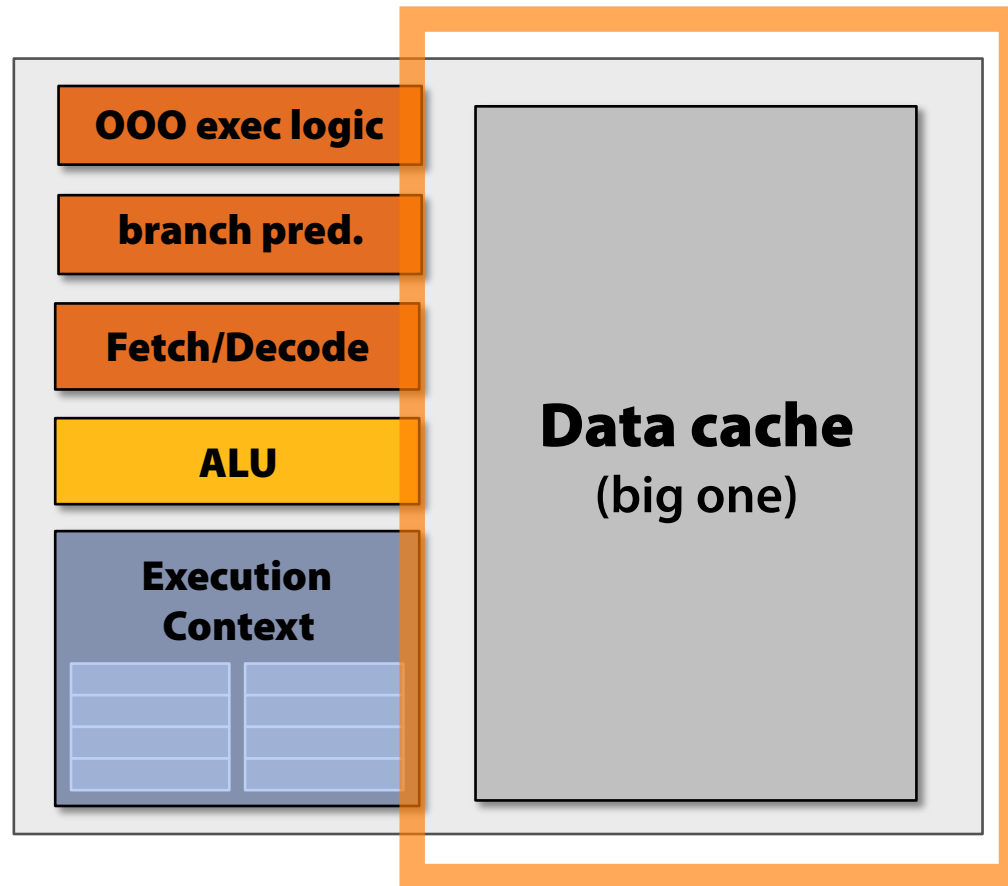 OOO exec logic
branch pred.
Fetch/Decode
ALU
Execution
Context
Data cache
(big one)